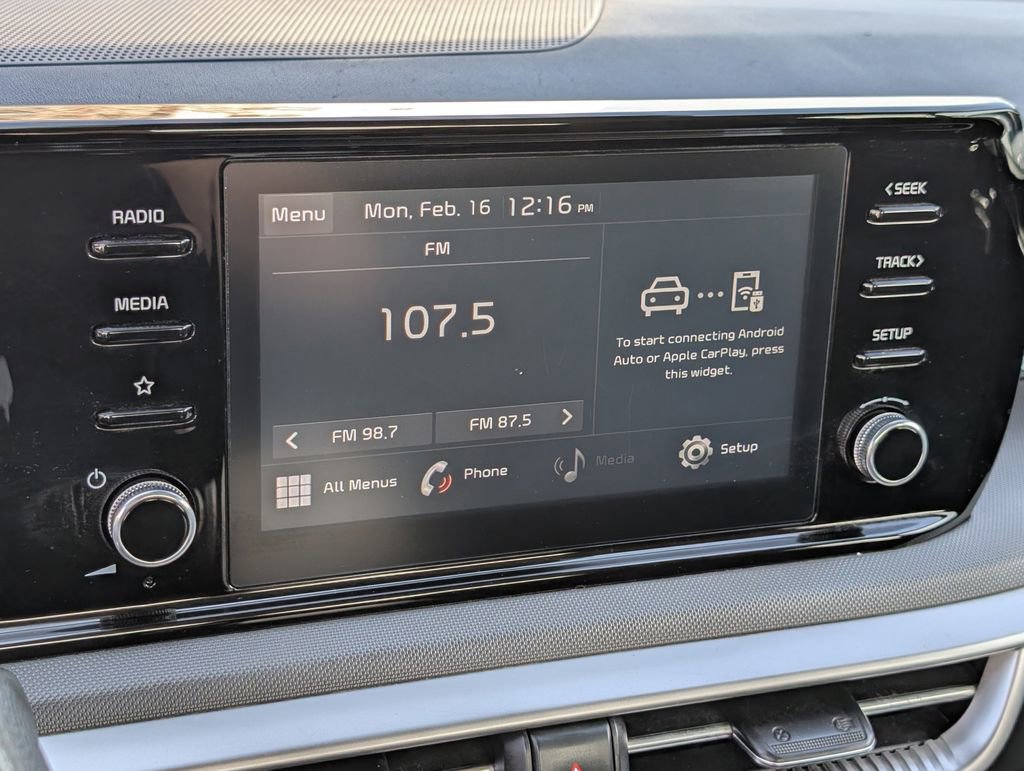 RADIO
MEDIA
Menu Mon, Feb. 16 12:16 PM
FM
107.5
< FM 98.7 FM 87.5 >
To start connecting Android
Auto or Apple CarPlay, press
this widget.
All Menus Phone Media Setup
<SEEK
TRACK>
SETUP